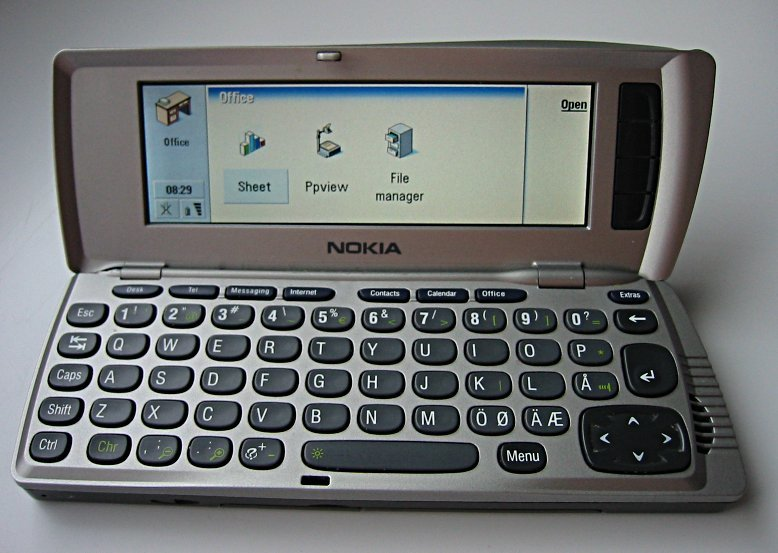 Office
Open
Office
08:29
Sheet
Ppview
File
manager
NOKIA
Desk Tel Messaging Internet Contacts Calendar Office Extras
Esc 1 ! 2 " @ 3 # 4 \ 5 % € 6 & < 7 / > 8 ( [ 9 ) ] 0 ? = ←
Q W E R T Y U I O P *
Caps A S D F G H J K | L Å
Shift Z X C V B N M Ö Ø Ä Æ
Ctrl Chr , ; . : ? + - Menu